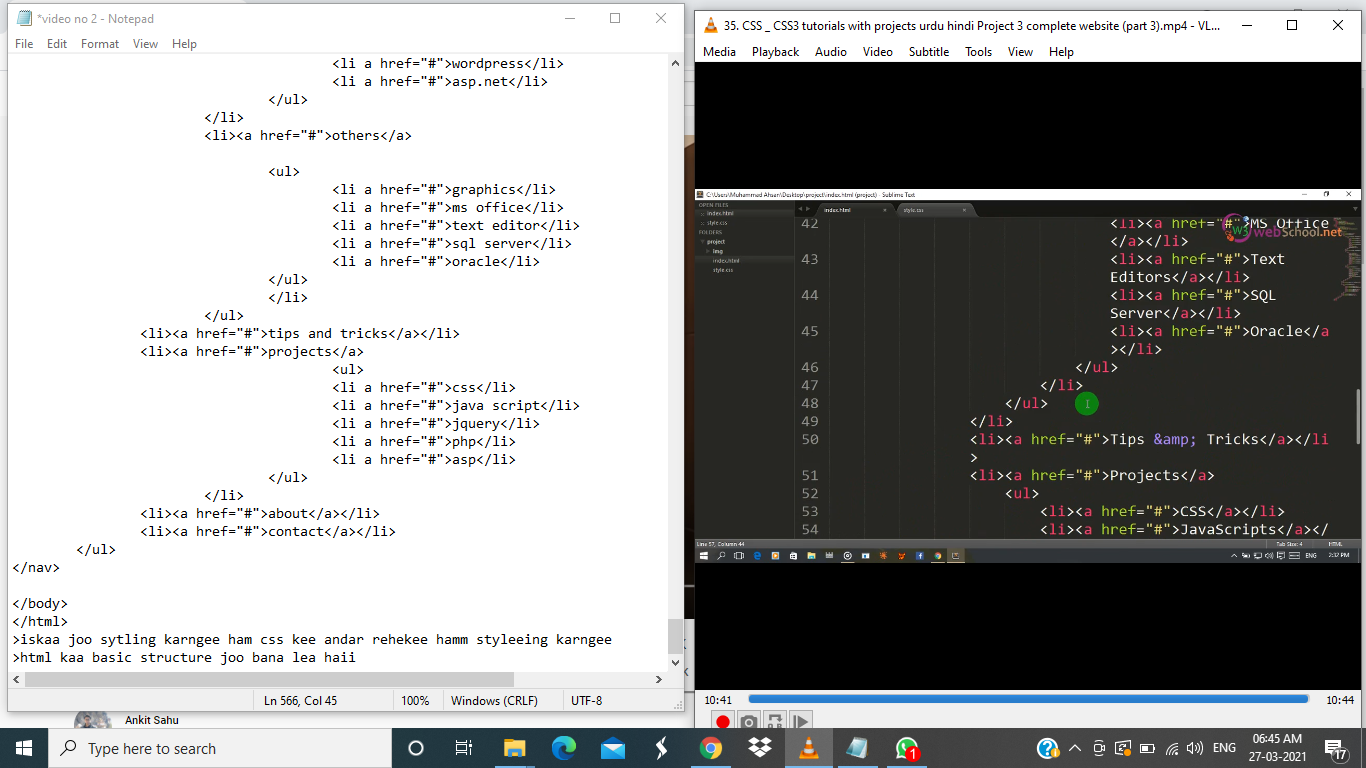 *video no 2 - Notepad
File Edit Format View Help
<li a href="#">wordpress</li>
<li a href="#">asp.net</li>
</ul>
</li>
<li><a href="#">others</a>
<ul>
<li a href="#">graphics</li>
<li a href="#">ms office</li>
<li a href="#">text editor</li>
<li a href="#">sql server</li>
<li a href="#">oracle</li>
</ul>
</li>
</ul>
<li><a href="#">tips and tricks</a></li>
<li><a href="#">projects</a>
<ul>
<li a href="#">css</li>
<li a href="#">java script</li>
<li a href="#">jquery</li>
<li a href="#">php</li>
<li a href="#">asp</li>
</ul>
</li>
<li><a href="#">about</a></li>
<li><a href="#">contact</a></li>
</ul>
</nav>
</body>
</html>
>iskaa joo sytling karngee ham css kee andar rehekee hamm styleeing karngee
>html kaa basic structure joo bana lea haii
Ln 566, Col 45 100% Windows (CRLF) UTF-8
Ankit Sahu
35. CSS _ CSS3 tutorials with projects urdu hindi Project 3 complete website (part 3).mp4 - VL...
Media Playback Audio Video Subtitle Tools View Help
C:\Users\Muhammad Ahsan\Desktop\project\index.html (project) - Sublime Text
OPEN FILES
index.html
style.css
FOLDERS
project
img
index.html
style.css
index.html style.css
W3 WebSchool.net
42 <li><a href="#">MS Office
</a></li>
43 <li><a href="#">Text
Editors</a></li>
44 <li><a href="#">SQL
Server</a></li>
45 <li><a href="#">Oracle</a
></li>
46 </ul>
47 </li>
48 </ul>
49 </li>
50 <li><a href="#">Tips &amp; Tricks</a></li
>
51 <li><a href="#">Projects</a>
52 <ul>
53 <li><a href="#">CSS</a></li>
54 <li><a href="#">JavaScripts</a></
Line 57, Column 44 Tab Size: 4 HTML
ENG 2:32 PM
10:41 10:44
Type here to search
1
ENG
06:45 AM
27-03-2021
17